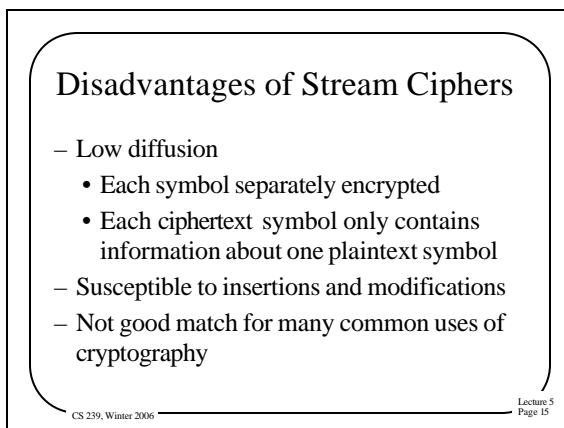 Disadvantages of Stream Ciphers
– Low diffusion
• Each symbol separately encrypted
• Each ciphertext symbol only contains
information about one plaintext symbol
– Susceptible to insertions and modifications
– Not good match for many common uses of
cryptography
CS 239, Winter 2006
Lecture 5
Page 15